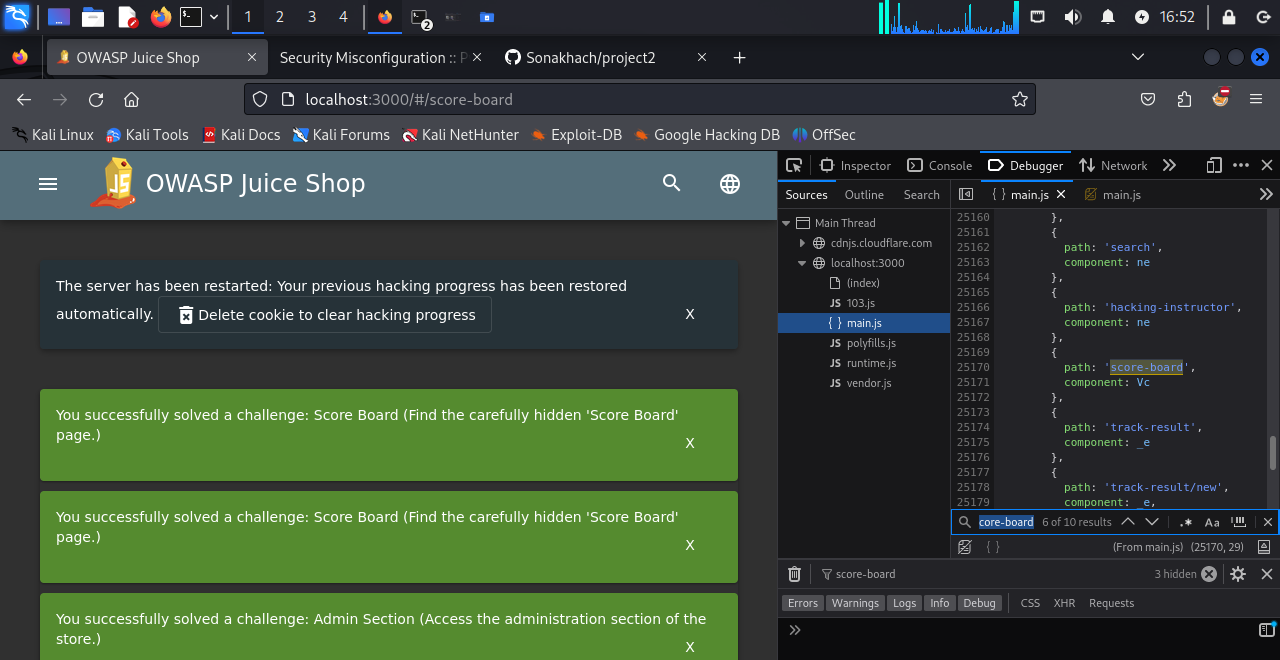 1 2 3 4 2 16:52
OWASP Juice Shop Security Misconfiguration :: P Sonakhach/project2
localhost:3000/#/score-board
Kali Linux Kali Tools Kali Docs Kali Forums Kali NetHunter Exploit-DB Google Hacking DB OffSec
JS OWASP Juice Shop
The server has been restarted: Your previous hacking progress has been restored
automatically. Delete cookie to clear hacking progress X
You successfully solved a challenge: Score Board (Find the carefully hidden 'Score Board'
page.)
X
You successfully solved a challenge: Score Board (Find the carefully hidden 'Score Board'
page.)
X
You successfully solved a challenge: Admin Section (Access the administration section of the
store.)
X
Inspector Console Debugger Network
Sources Outline Search
Main Thread
cdnjs.cloudflare.com
localhost:3000
(index)
JS 103.js
{ } main.js
JS polyfills.js
JS runtime.js
JS vendor.js
{ } main.js main.js
25160 },
25161 {
25162 path: 'search',
25163 component: ne
25164 },
25165 {
25166 path: 'hacking-instructor',
25167 component: ne
25168 },
25169 {
25170 path: 'score-board',
25171 component: Vc
25172 },
25173 {
25174 path: 'track-result',
25175 component: _e
25176 },
25177 {
25178 path: 'track-result/new',
25179 component: _e,
core-board 6 of 10 results .* Aa
{ } (From main.js) (25170, 29)
score-board 3 hidden
Errors Warnings Logs Info Debug CSS XHR Requests